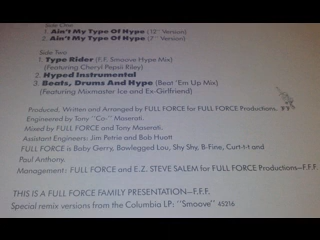 Side One
1. Ain't My Type Of Hype (12" Version)
2. Ain't My Type Of Hype (7" Version)
Side Two
1 Type Rider (F.F. Smoove Hype Mix)
(Featuring Cheryl Pepsii Riley)
2 Hyped Instrumental
3 Beats, Drums And Hype (Beat 'Em Up Mix)
(Featuring Mixmaster Ice and Ex-Girlfriend)
Produced, Written and Arranged by FULL FORCE for FULL FORCE Productions,
Engineered by Tony "Co-" Maserati.
Mixed by FULL FORCE and Tony Maserati.
Assistant Engineers: Jim Petrie and Bob Huott
FULL FORCE is Baby Gerry, Bowlegged Lou, Shy Shy, B-Fine, Curt-t-t and
Paul Anthony.
Management: FULL FORCE and E.Z. STEVE SALEM for FULL FORCE Productions—F.F.F.
THIS IS A FULL FORCE FAMILY PRESENTATION—F.F.F.
Special remix versions from the Columbia LP: "Smoove" 45216